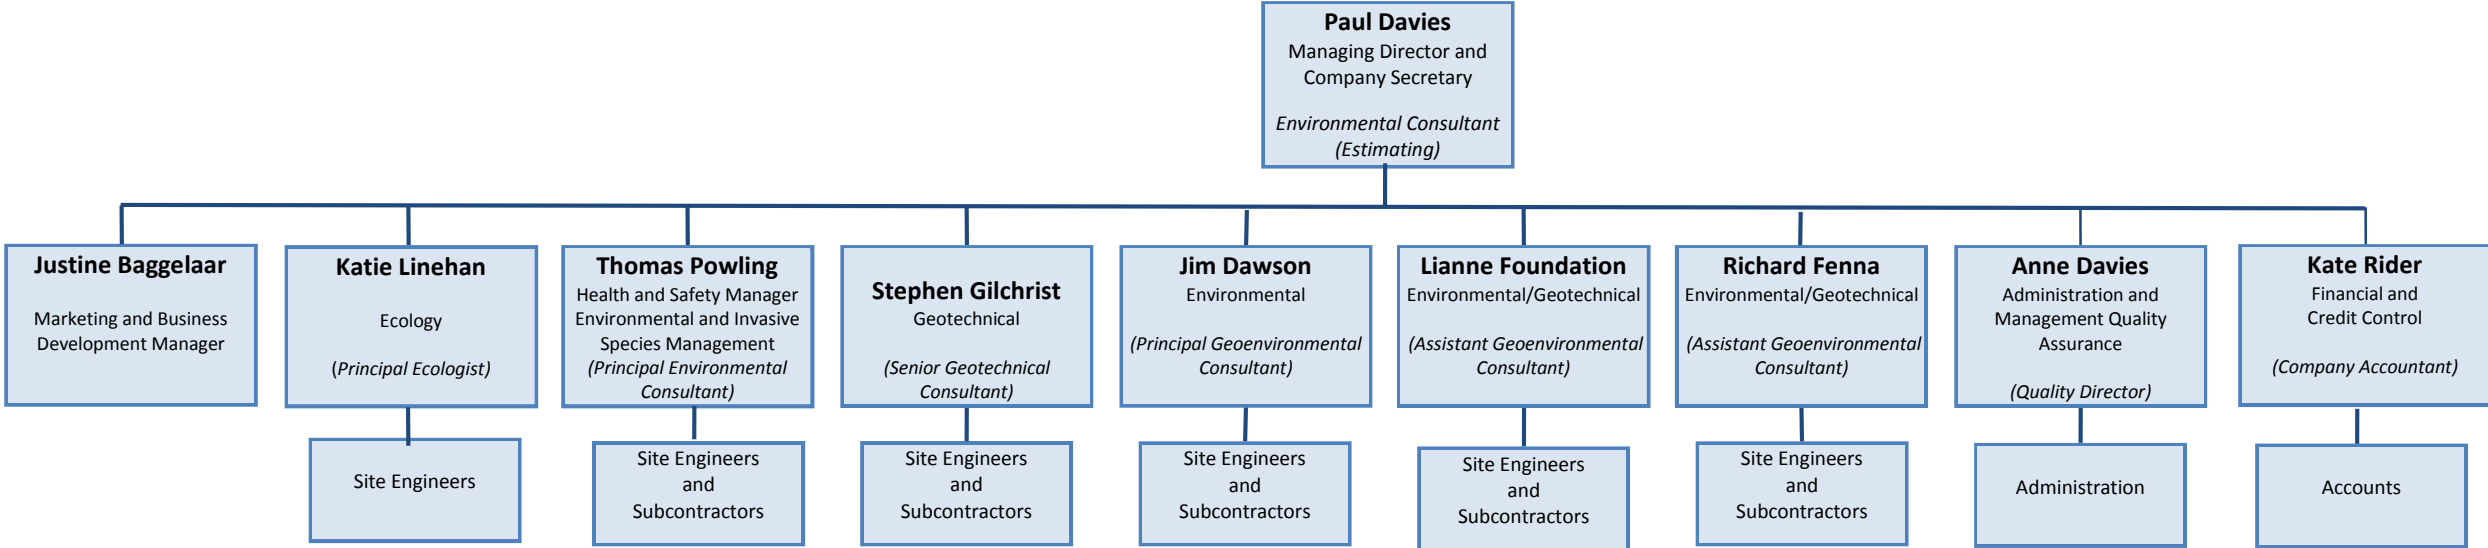 Paul Davies
Managing Director and
Company Secretary
Environmental Consultant
(Estimating)
Justine Baggelaar
Marketing and Business
Development Manager
Katie Linehan
Ecology
(Principal Ecologist)
Thomas Powling
Health and Safety Manager
Environmental and Invasive
Species Management
(Principal Environmental
Consultant)
Stephen Gilchrist
Geotechnical
(Senior Geotechnical
Consultant)
Jim Dawson
Environmental
(Principal Geoenvironmental
Consultant)
Lianne Foundation
Environmental/Geotechnical
(Assistant Geoenvironmental
Consultant)
Richard Fenna
Environmental/Geotechnical
(Assistant Geoenvironmental
Consultant)
Anne Davies
Administration and
Management Quality
Assurance
(Quality Director)
Kate Rider
Financial and
Credit Control
(Company Accountant)
Site Engineers
Site Engineers
and
Subcontractors
Site Engineers
and
Subcontractors
Site Engineers
and
Subcontractors
Site Engineers
and
Subcontractors
Site Engineers
and
Subcontractors
Administration
Accounts